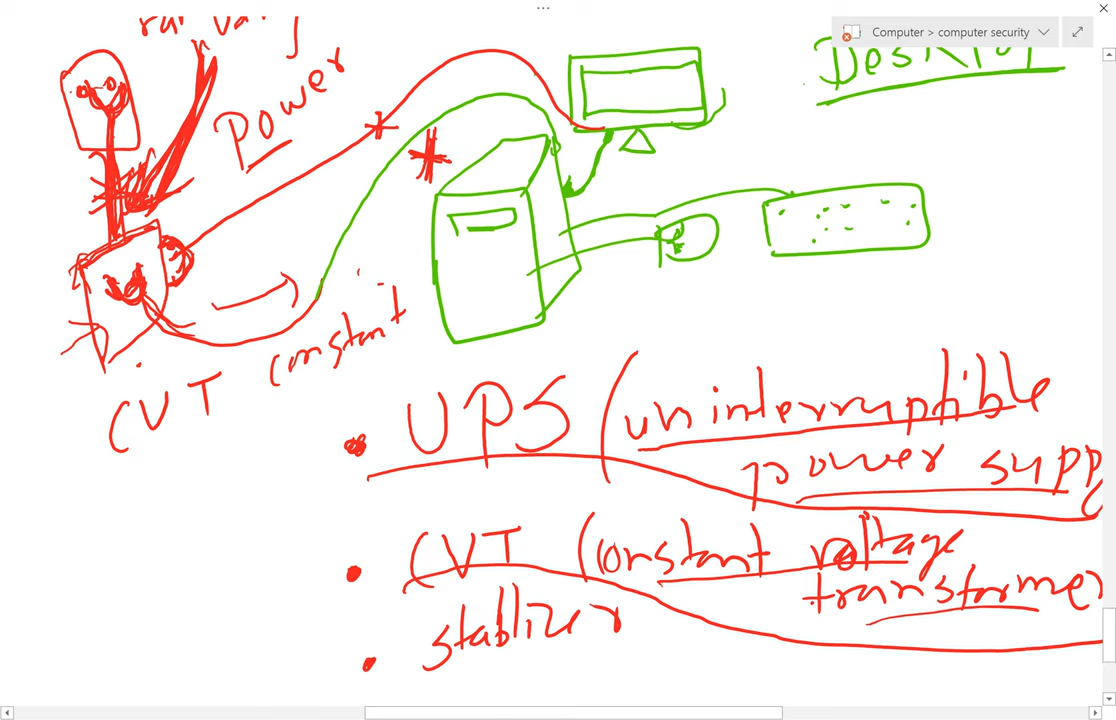 Computer > computer security
Desktop
Power
constant
CVT
UPS (uninterruptible
power supp
CVT (constant voltage
transformer
stablizer